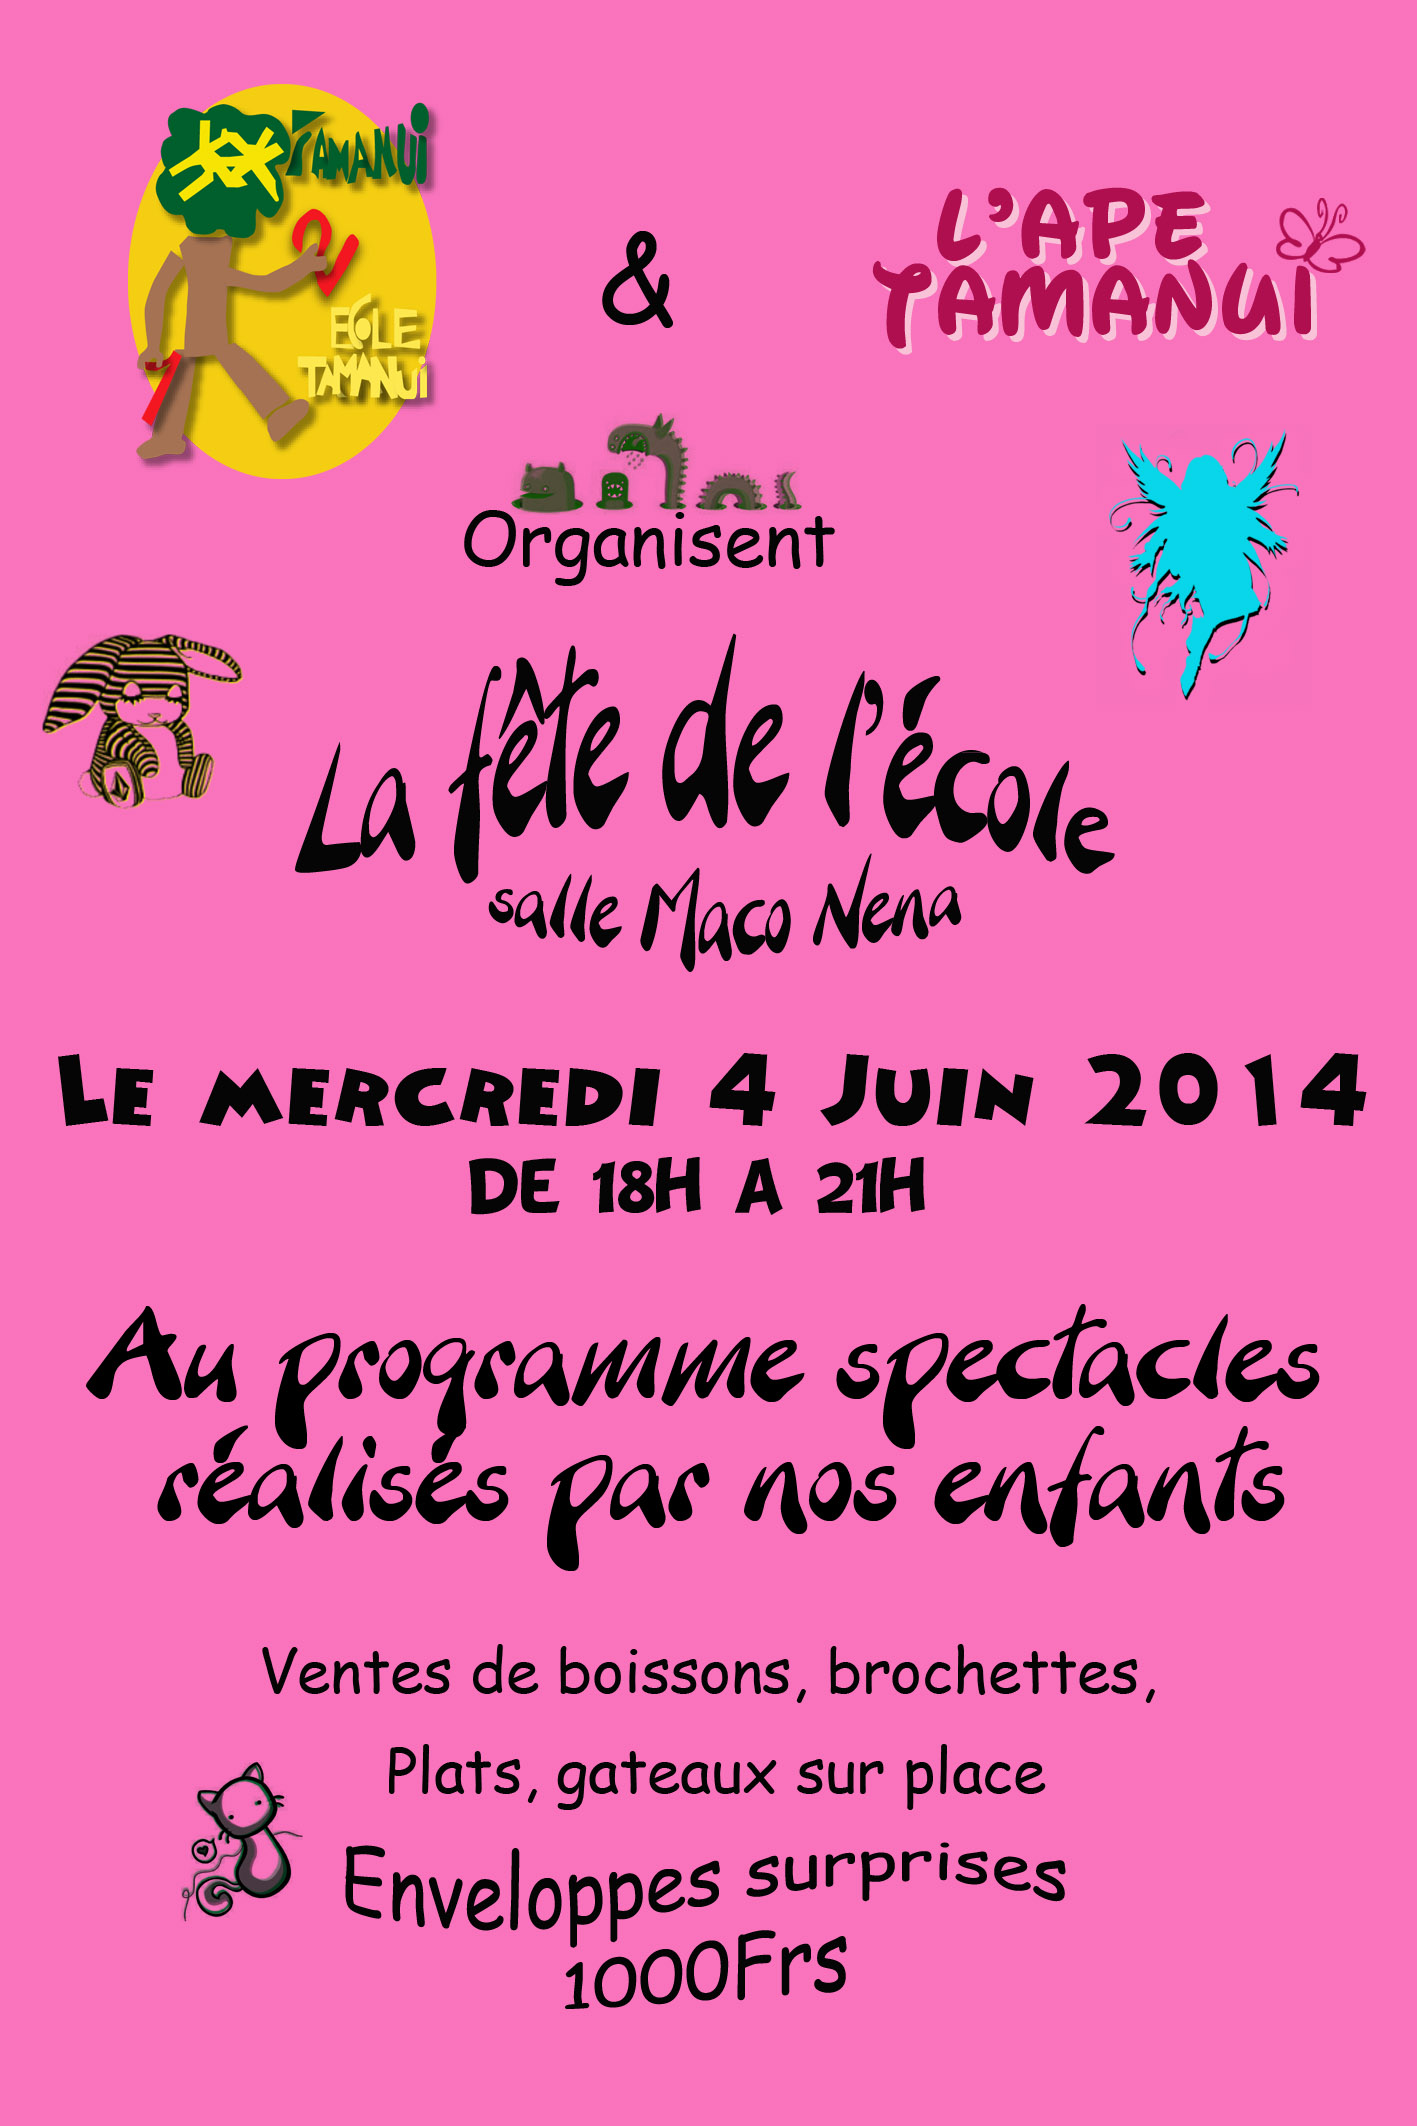 TAMANUi
ECOLE
TAMANUi
&
L'APE
TAMANUI
Organisent
La fête de l'école
salle Maco Nena
Le mercredi 4 Juin 2014
DE 18H A 21H
Au programme spectacles
réalisés par nos enfants
Ventes de boissons, brochettes,
Plats, gateaux sur place
Enveloppes surprises
1000Frs